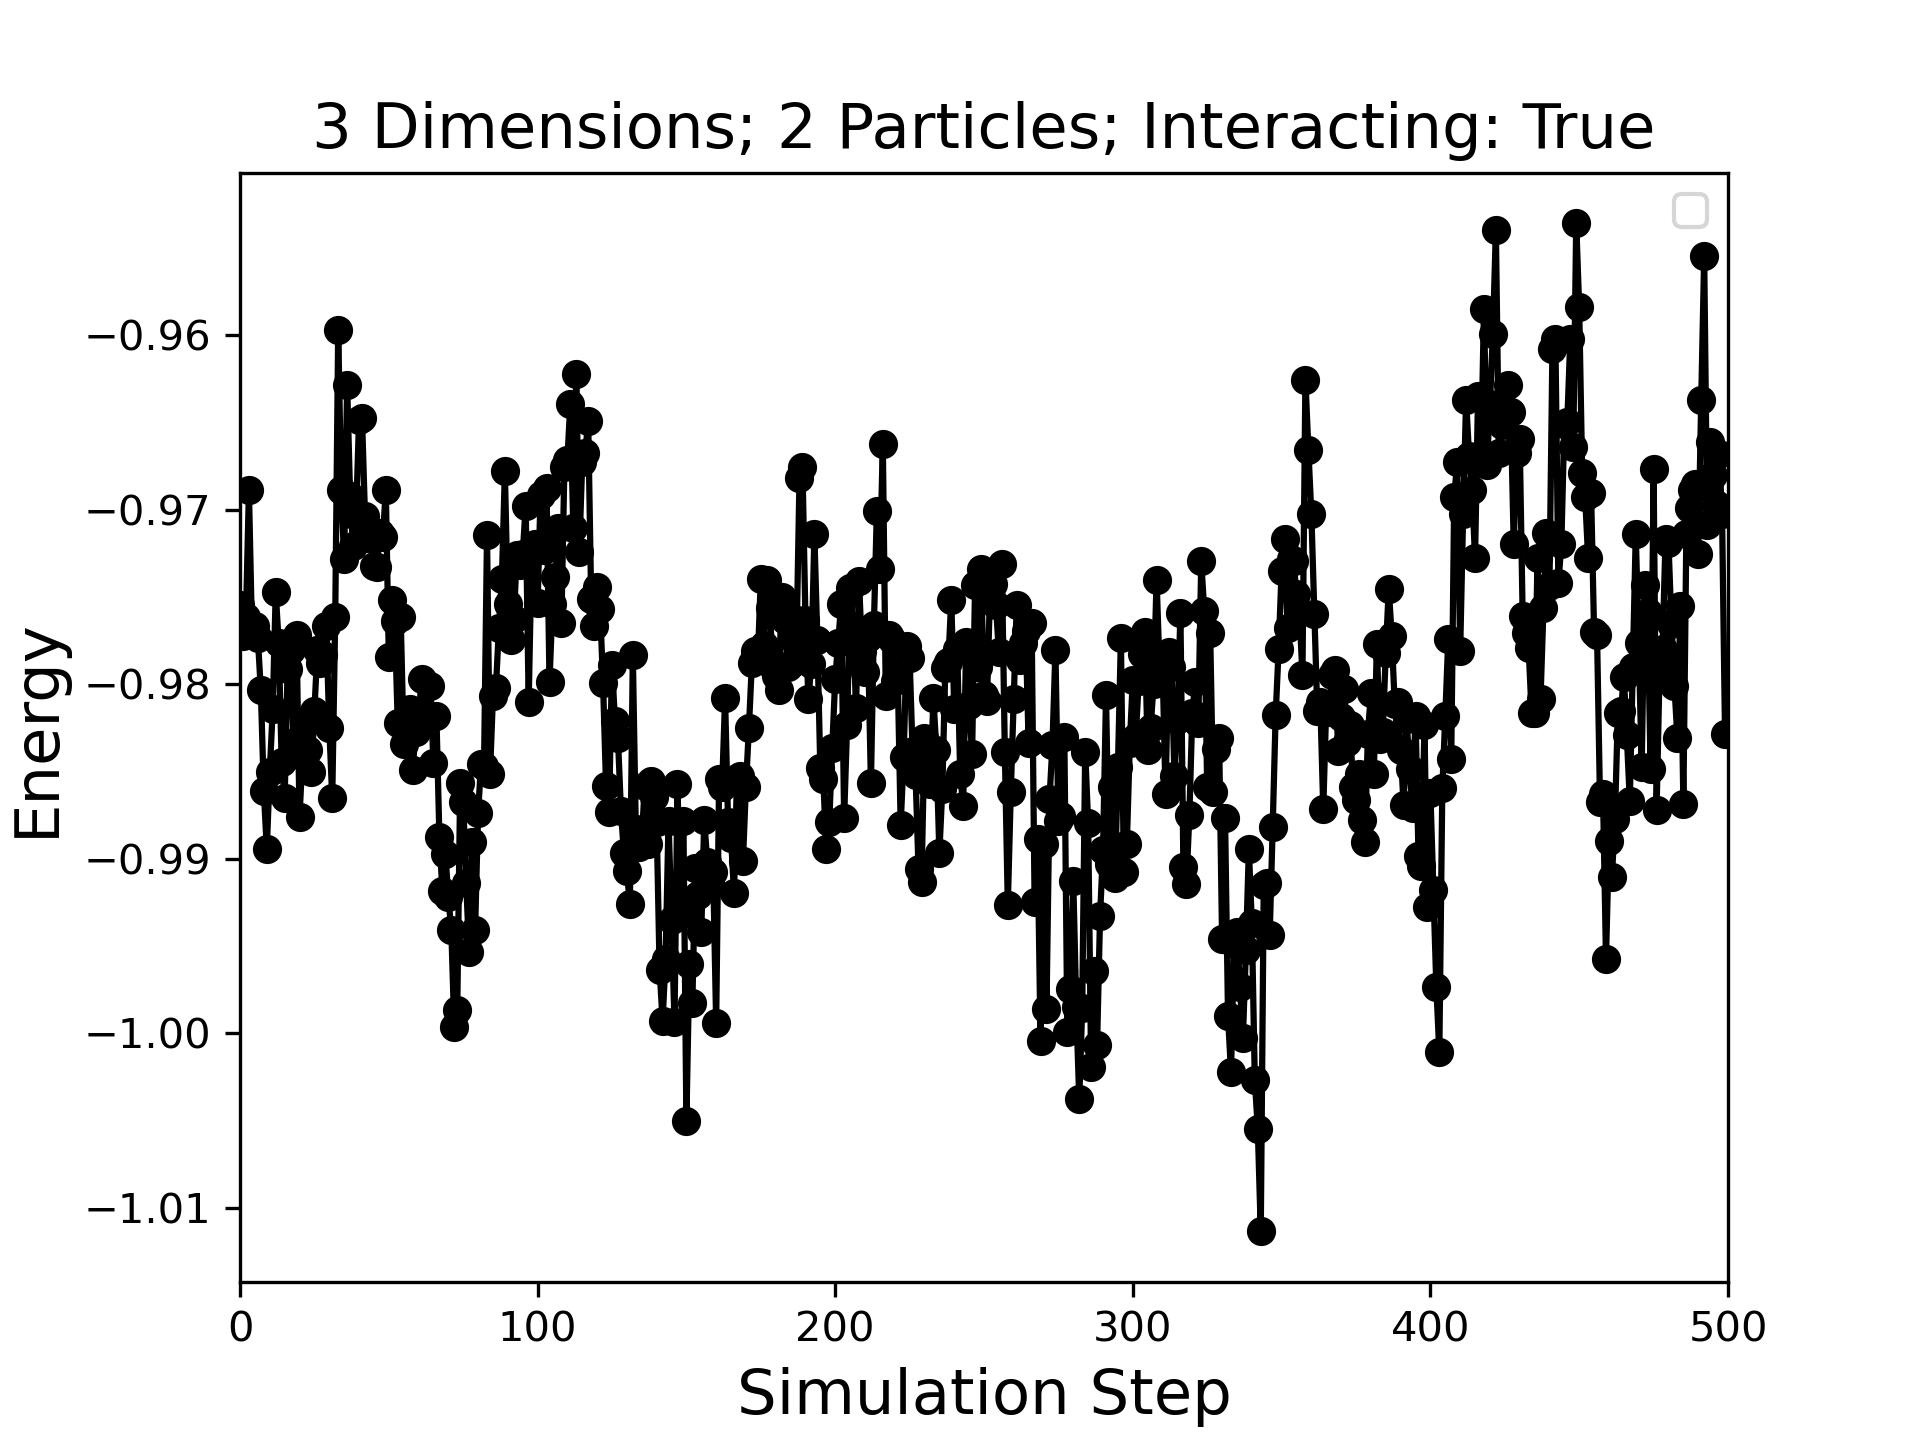 3 Dimensions; 2 Particles; Interacting: True
Energy
−0.96
−0.97
−0.98
−0.99
−1.00
−1.01
0 100 200 300 400 500
Simulation Step